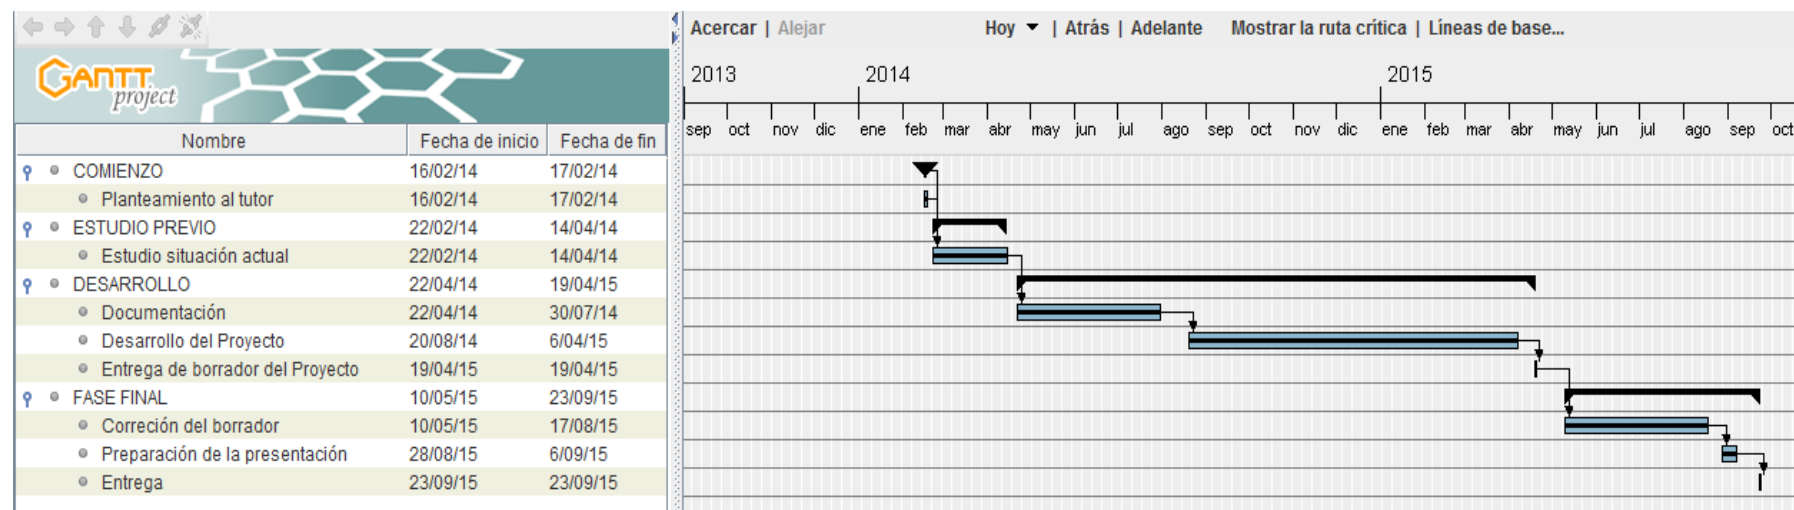 Acercar | Alejar Hoy | Atrás | Adelante Mostrar la ruta crítica | Líneas de base...
GANTT
project
2013 2014 2015
sep oct nov dic ene feb mar abr may jun jul ago sep oct nov dic ene feb mar abr may jun jul ago sep oct
Nombre Fecha de inicio Fecha de fin
COMIENZO 16/02/14 17/02/14
Planteamiento al tutor 16/02/14 17/02/14
ESTUDIO PREVIO 22/02/14 14/04/14
Estudio situación actual 22/02/14 14/04/14
DESARROLLO 22/04/14 19/04/15
Documentación 22/04/14 30/07/14
Desarrollo del Proyecto 20/08/14 6/04/15
Entrega de borrador del Proyecto 19/04/15 19/04/15
FASE FINAL 10/05/15 23/09/15
Correción del borrador 10/05/15 17/08/15
Preparación de la presentación 28/08/15 6/09/15
Entrega 23/09/15 23/09/15